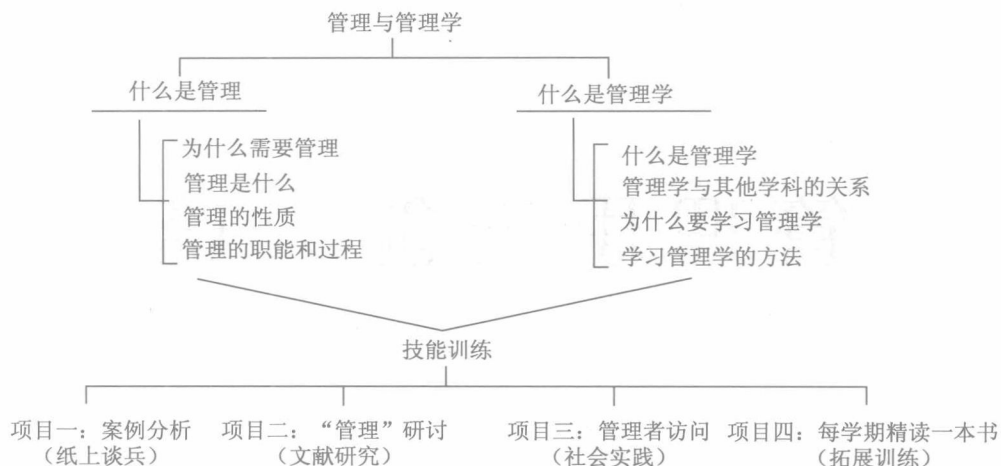 管理与管理学
什么是管理
什么是管理学
为什么需要管理
管理是什么
管理的性质
管理的职能和过程
什么是管理学
管理学与其他学科的关系
为什么要学习管理学
学习管理学的方法
技能训练
项目一：案例分析
（纸上谈兵）
项目二：“管理”研讨
（文献研究）
项目三：管理者访问
（社会实践）
项目四：每学期精读一本书
（拓展训练）